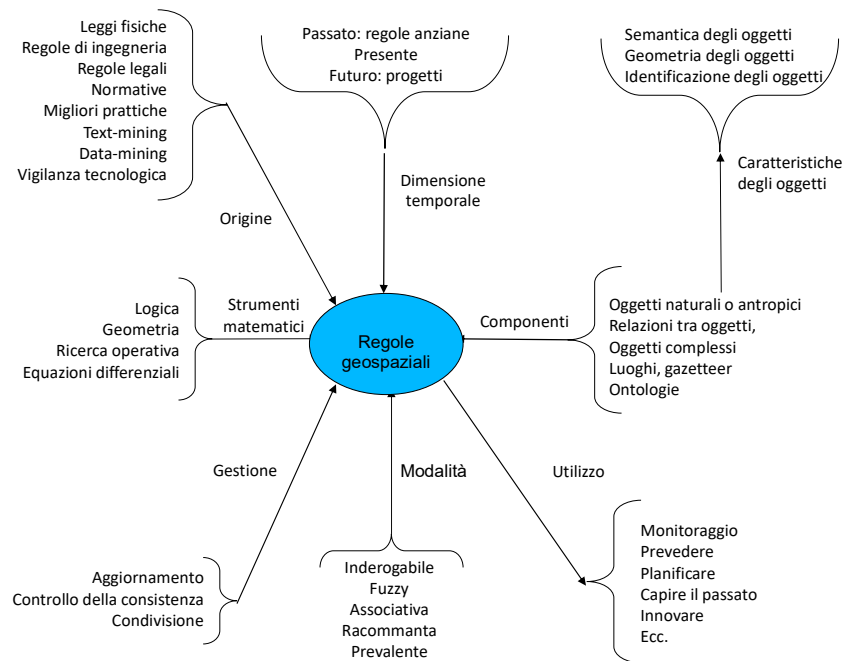 Leggi fisiche
Regole di ingegneria
Regole legali
Normative
Migliori prattiche
Text-mining
Data-mining
Vigilanza tecnologica
Origine
Passato: regole anziane
Presente
Futuro: progetti
Dimensione
temporale
Semantica degli oggetti
Geometria degli oggetti
Identificazione degli oggetti
Caratteristiche
degli oggetti
Logica
Geometria
Ricerca operativa
Equazioni differenziali
Strumenti
matematici
Regole
geospaziali
Componenti
Oggetti naturali o antropici
Relazioni tra oggetti,
Oggetti complessi
Luoghi, gazetteer
Ontologie
Gestione
Aggiornamento
Controllo della consistenza
Condivisione
Modalità
Inderogabile
Fuzzy
Associativa
Racommanta
Prevalente
Utilizzo
Monitoraggio
Prevedere
Planificare
Capire il passato
Innovare
Ecc.